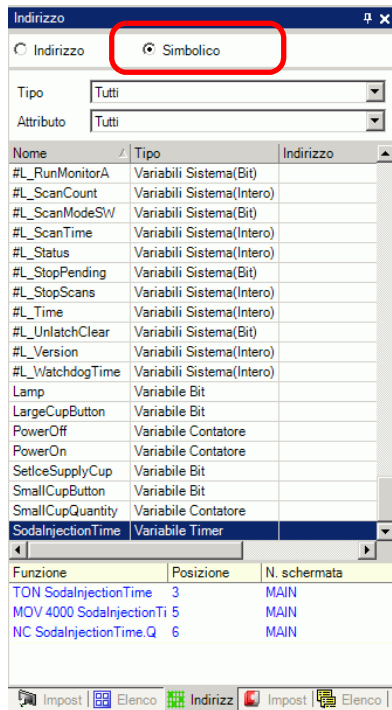 Indirizzo
Indirizzo Simbolico
Tipo Tutti
Attributo Tutti
Nome Tipo Indirizzo
#L_RunMonitorA Variabili Sistema(Bit)
#L_ScanCount Variabili Sistema(Intero)
#L_ScanModeSW Variabili Sistema(Bit)
#L_ScanTime Variabili Sistema(Intero)
#L_Status Variabili Sistema(Intero)
#L_StopPending Variabili Sistema(Bit)
#L_StopScans Variabili Sistema(Intero)
#L_Time Variabili Sistema(Intero)
#L_UnlatchClear Variabili Sistema(Bit)
#L_Version Variabili Sistema(Intero)
#L_WatchdogTime Variabili Sistema(Intero)
Lamp Variabile Bit
LargeCupButton Variabile Bit
PowerOff Variabile Contatore
PowerOn Variabile Contatore
SetIceSupplyCup Variabile Bit
SmallCupButton Variabile Bit
SmallCupQuantity Variabile Contatore
SodaInjectionTime Variabile Timer
Funzione Posizione N. schermata
TON SodaInjectionTime 3 MAIN
MOV 4000 SodaInjectionTi 5 MAIN
NC SodaInjectionTime.Q 6 MAIN
Impost Elenco Indirizz Impost Elenco